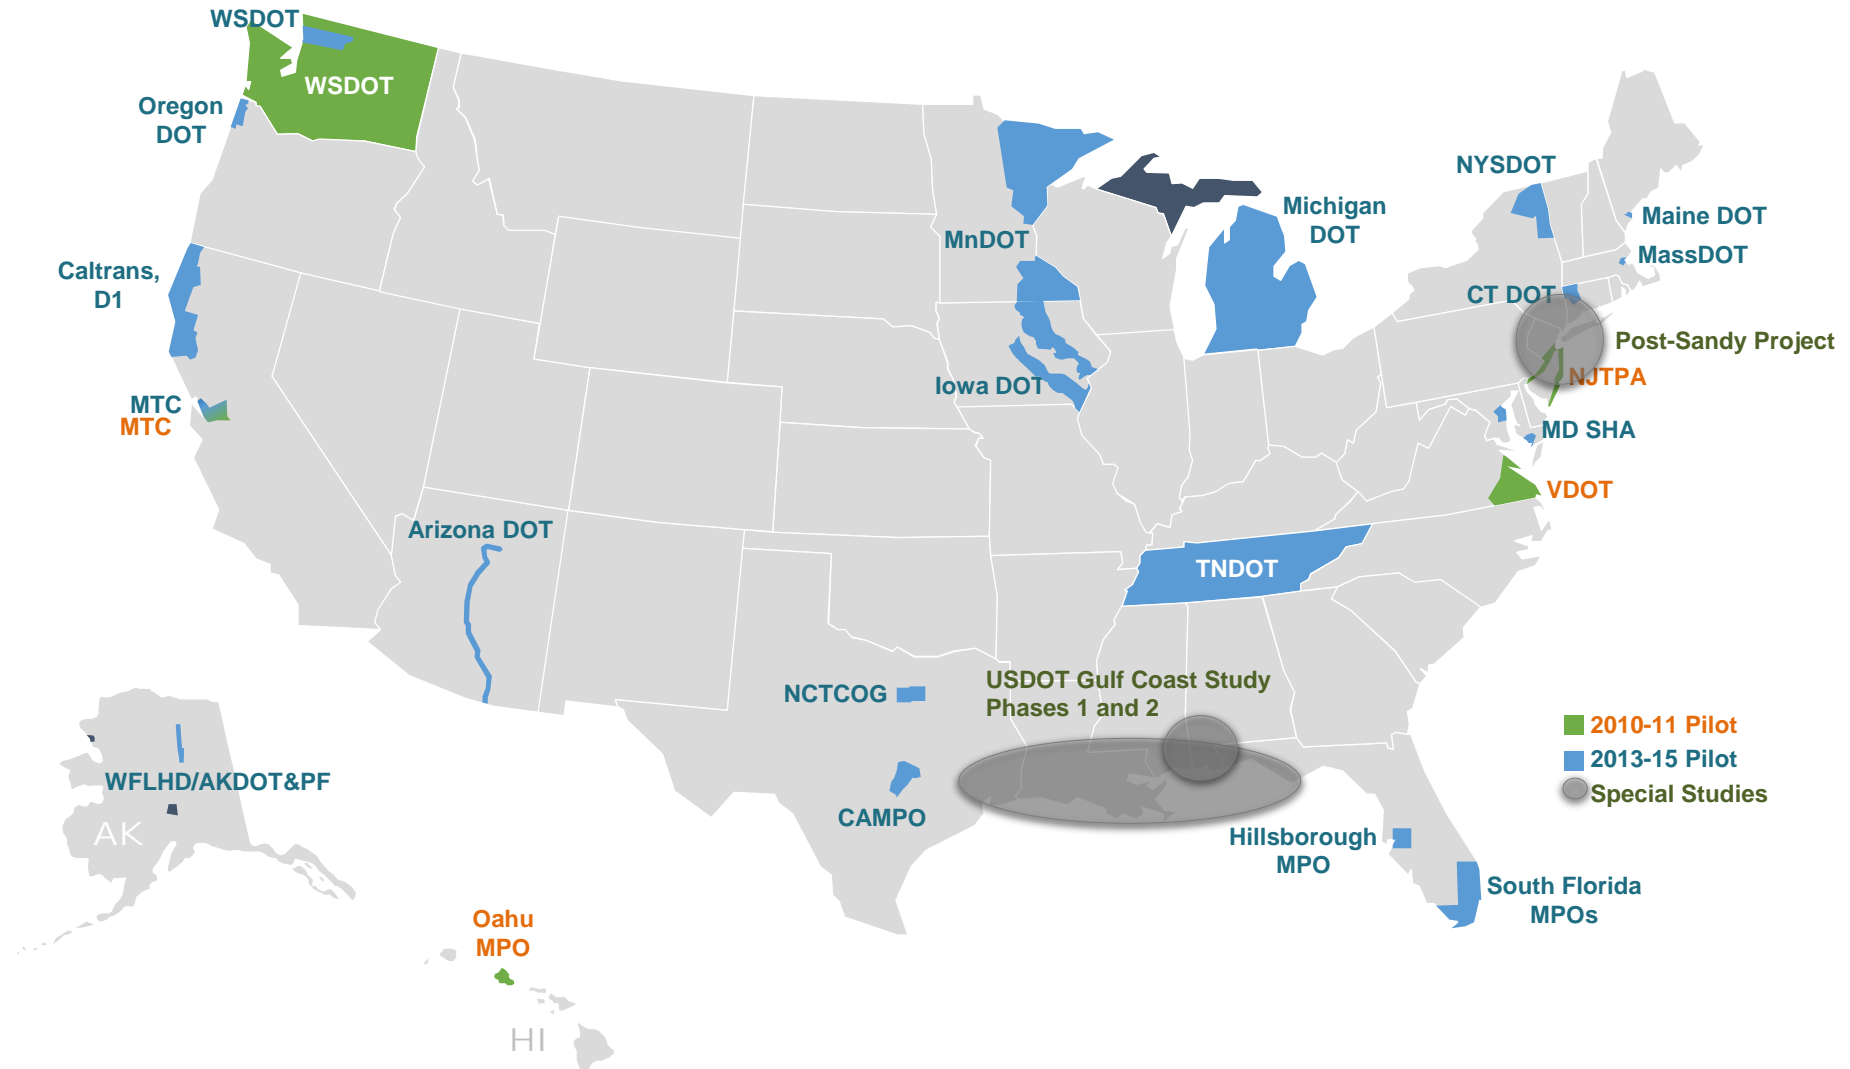 WSDOT
WSDOT
Oregon
DOT
NYSDOT
Michigan
DOT
Maine DOT
MnDOT
MassDOT
Caltrans,
D1
CT DOT
Post-Sandy Project
NJTPA
Iowa DOT
MTC
MTC
MD SHA
VDOT
Arizona DOT
TNDOT
USDOT Gulf Coast Study
Phases 1 and 2
NCTCOG
2010-11 Pilot
2013-15 Pilot
Special Studies
WFLHD/AKDOT&PF
CAMPO
AK
Hillsborough
MPO
South Florida
MPOs
Oahu
MPO
HI